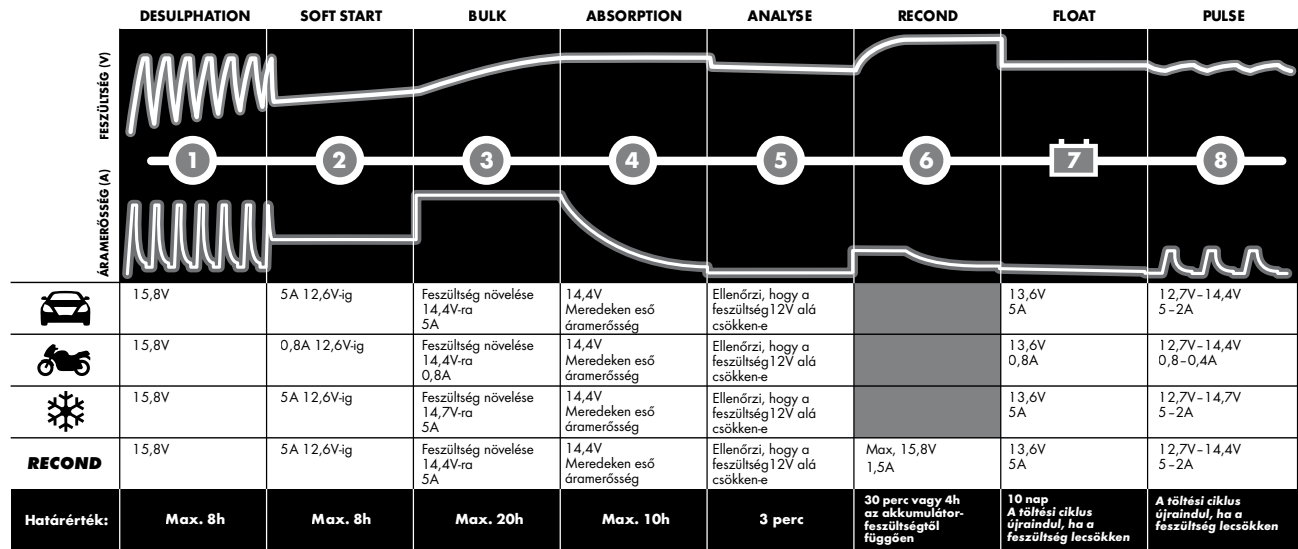 DESULPHATION SOFT START BULK ABSORPTION ANALYSE RECOND FLOAT PULSE
FESZÜLTSÉG (V)
1 2 3 4 5 6 7 8
ÁRAMERŐSSÉG (A)
15,8V
5A 12,6V-ig
Feszültség növelése
14,4V-ra
5A
14,4V
Meredeken eső
áramerősség
Ellenőrzi, hogy a
feszültség12V alá
csökken-e
13,6V
5A
12,7V–14,4V
5–2A
15,8V
0,8A 12,6V-ig
Feszültség növelése
14,4V-ra
0,8A
14,4V
Meredeken eső
áramerősség
Ellenőrzi, hogy a
feszültség12V alá
csökken-e
13,6V
0,8A
12,7V–14,4V
0,8–0,4A
15,8V
5A 12,6V-ig
Feszültség növelése
14,7V-ra
5A
14,4V
Meredeken eső
áramerősség
Ellenőrzi, hogy a
feszültség12V alá
csökken-e
13,6V
5A
12,7V–14,7V
5–2A
RECOND
15,8V
5A 12,6V-ig
Feszültség növelése
14,4V-ra
5A
14,4V
Meredeken eső
áramerősség
Ellenőrzi, hogy a
feszültség12V alá
csökken-e
Max, 15,8V
1,5A
13,6V
5A
12,7V–14,4V
5–2A
Határérték:
Max. 8h
Max. 8h
Max. 20h
Max. 10h
3 perc
30 perc vagy 4h
az akkumulátor-
feszültségtől
függően
10 nap
A töltési ciklus
újraindul, ha a
feszültség lecsökken
A töltési ciklus
újraindul, ha a
feszültség lecsökken